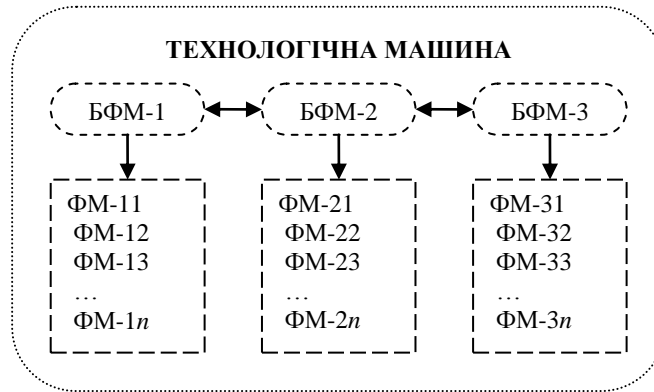 ТЕХНОЛОГІЧНА МАШИНА
БФМ-1 БФМ-2 БФМ-3
ФМ-11 ФМ-21 ФМ-31
ФМ-12 ФМ-22 ФМ-32
ФМ-13 ФМ-23 ФМ-33
… … …
ФМ-1n ФМ-2n ФМ-3n